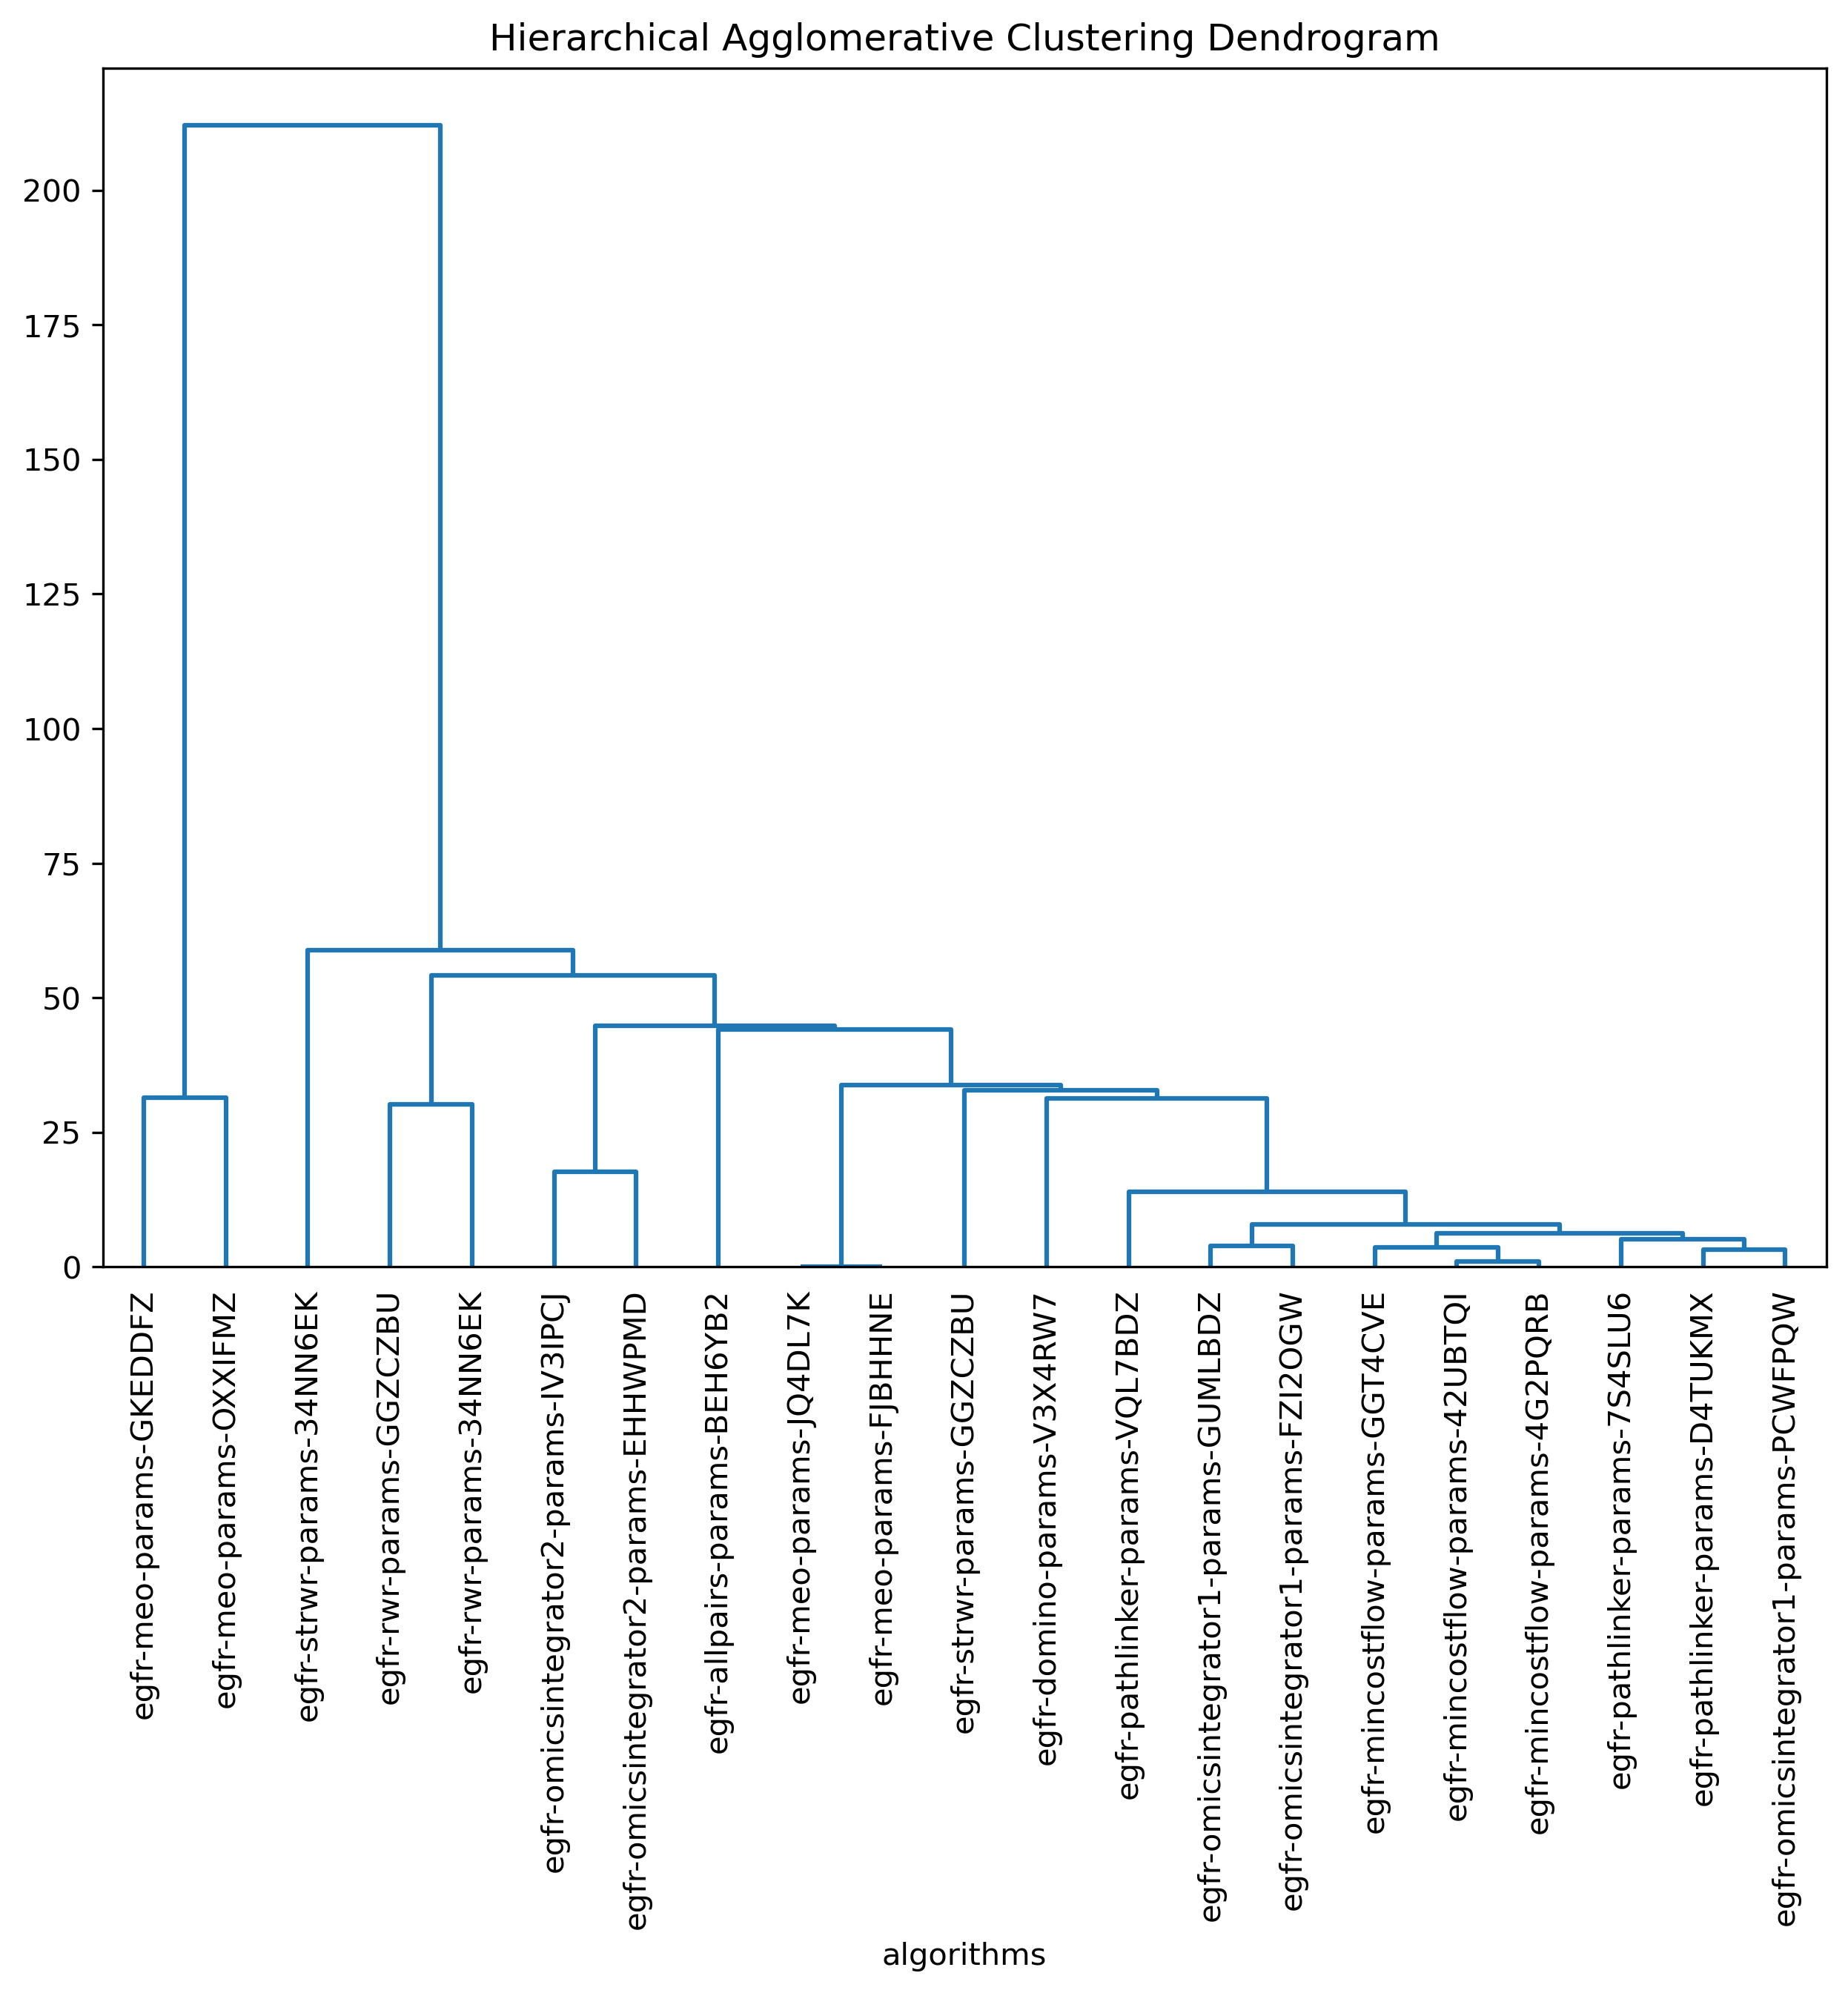 Hierarchical Agglomerative Clustering Dendrogram
200
175
150
125
100
75
50
25
0
egfr-meo-params-GKEDDFZ
egfr-meo-params-OXXIFMZ
egfr-strwr-params-34NN6EK
egfr-rwr-params-GGZCZBU
egfr-rwr-params-34NN6EK
egfr-omicsintegrator2-params-IV3IPCJ
egfr-omicsintegrator2-params-EHHWPMD
egfr-allpairs-params-BEH6YB2
egfr-meo-params-JQ4DL7K
egfr-meo-params-FJBHHNE
egfr-strwr-params-GGZCZBU
egfr-domino-params-V3X4RW7
egfr-pathlinker-params-VQL7BDZ
egfr-omicsintegrator1-params-GUMLBDZ
egfr-omicsintegrator1-params-FZI2OGW
egfr-mincostflow-params-GGT4CVE
egfr-mincostflow-params-42UBTQI
egfr-mincostflow-params-4G2PQRB
egfr-pathlinker-params-7S4SLU6
egfr-pathlinker-params-D4TUKMX
egfr-omicsintegrator1-params-PCWFPQW
algorithms